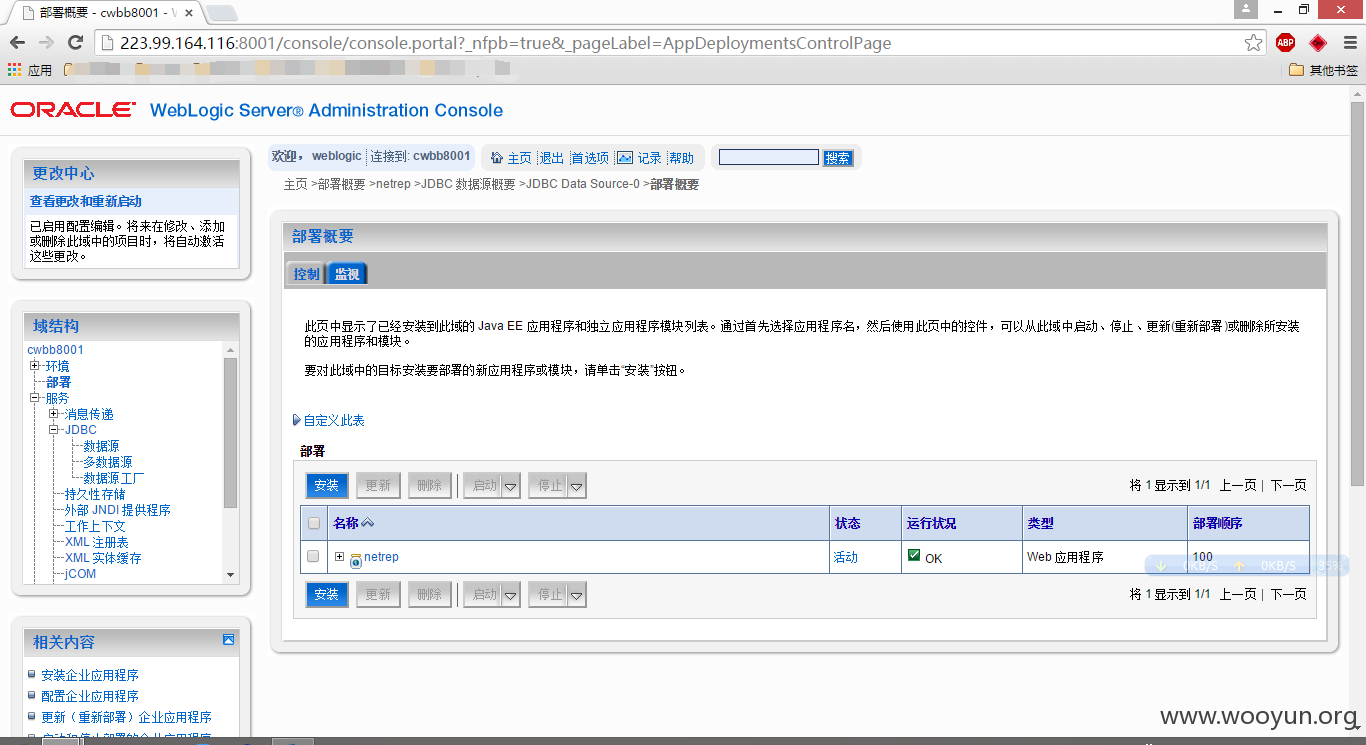 部署概要 - cwbb8001 - W
223.99.164.116:8001/console/console.portal?_nfpb=true&_pageLabel=AppDeploymentsControlPage
ABP
应用
其他书签
ORACLE WebLogic Server® Administration Console
更改中心
查看更改和重新启动
已启用配置编辑。将来在修改、添加
或删除此域中的项目时，将自动激活
这些更改。
域结构
cwbb8001
环境
部署
服务
消息传递
JDBC
数据源
多数据源
数据源工厂
持久性存储
外部 JNDI 提供程序
工作上下文
XML 注册表
XML 实体缓存
jCOM
相关内容
安装企业应用程序
配置企业应用程序
更新（重新部署）企业应用程序
启动和停止部署的企业应用程序
欢迎，weblogic 连接到: cwbb8001
主页 退出 首选项 记录 帮助
搜索
主页 >部署概要 >netrep >JDBC 数据源概要 >JDBC Data Source-0 >部署概要
部署概要
控制 监视
此页中显示了已经安装到此域的 Java EE 应用程序和独立应用程序模块列表。通过首先选择应用程序名，然后使用此页中的控件，可以从此域中启动、停止、更新(重新部署)或删除所安装
的应用程序和模块。
要对此域中的目标安装要部署的新应用程序或模块，请单击"安装"按钮。
自定义此表
部署
安装 更新 删除 启动 停止
将 1 显示到 1/1 上一页 | 下一页
名称 状态 运行状况 类型 部署顺序
netrep 活动 OK Web 应用程序 100
0KB/S 0KB/S 35%
安装 更新 删除 启动 停止
将 1 显示到 1/1 上一页 | 下一页
www.wooyun.org